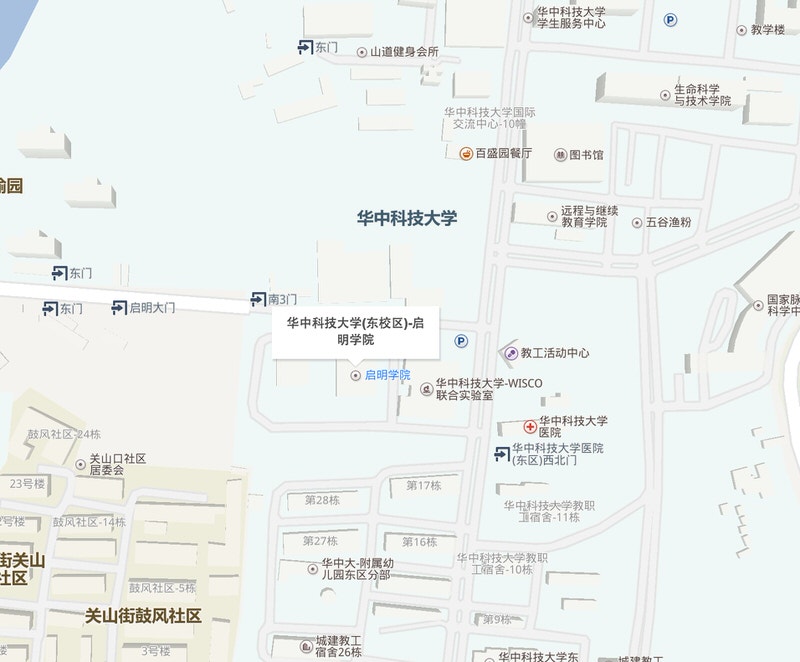 华中科技大学
学生服务中心
P
教学楼
东门
山道健身会所
生命科学
与技术学院
华中科技大学国际
交流中心-10幢
百盛园餐厅
图书馆
榆园
华中科技大学
远程与继续
教育学院
五谷渔粉
东门
东门
启明大门
南3门
国家脉
科学中
华中科技大学(东校区)-启
明学院
P
教工活动中心
启明学院
华中科技大学-WISCO
联合实验室
华中科技大学
医院
华中科技大学医院
(东区)西北门
鼓风社区-24栋
关山口社区
居委会
23号楼
第17栋
第28栋
华中科技大学教职
工宿舍-11栋
2号楼
鼓风社区-14栋
第27栋
第16栋
华中科技大学教职
工宿舍-10栋
街关山
社区
华中大-附属幼
儿园东区分部
鼓风社区-5栋
关山街鼓风社区
第9栋
3号楼
城建教工
宿舍26栋
华中科技大学东
城建教工